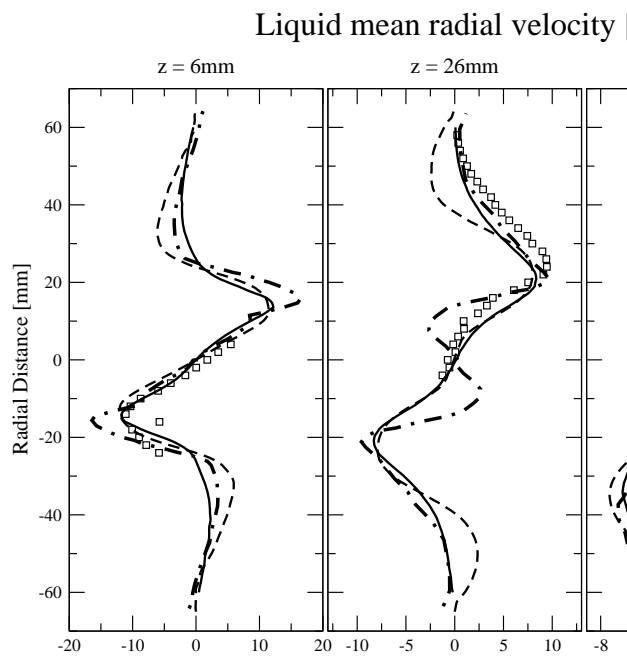 Liquid mean radial velocity [
z = 6mm
z = 26mm
Radial Distance [mm]
60
40
20
0
-20
-40
-60
-20 -10 0 10 20
-10 -5 0 5 10
-8